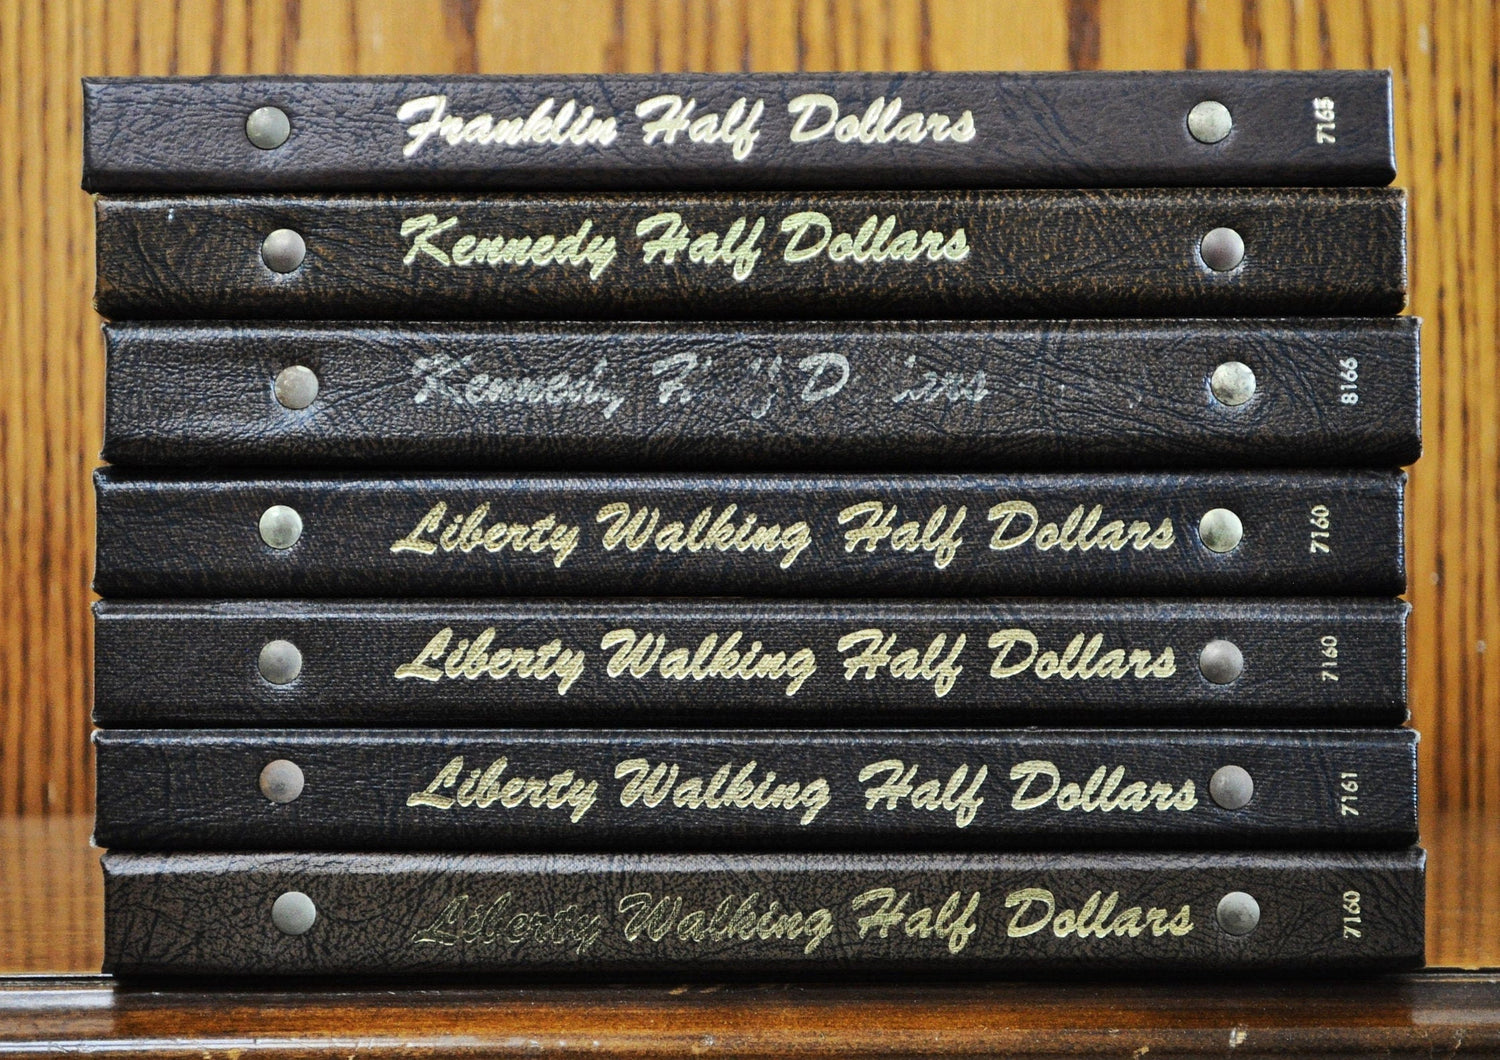 Franklin Half Dollars 7165
Kennedy Half Dollars
Kennedy 8166
Liberty Walking Half Dollars 7160
Liberty Walking Half Dollars 7160
Liberty Walking Half Dollars 7161
Liberty Walking Half Dollars 7160